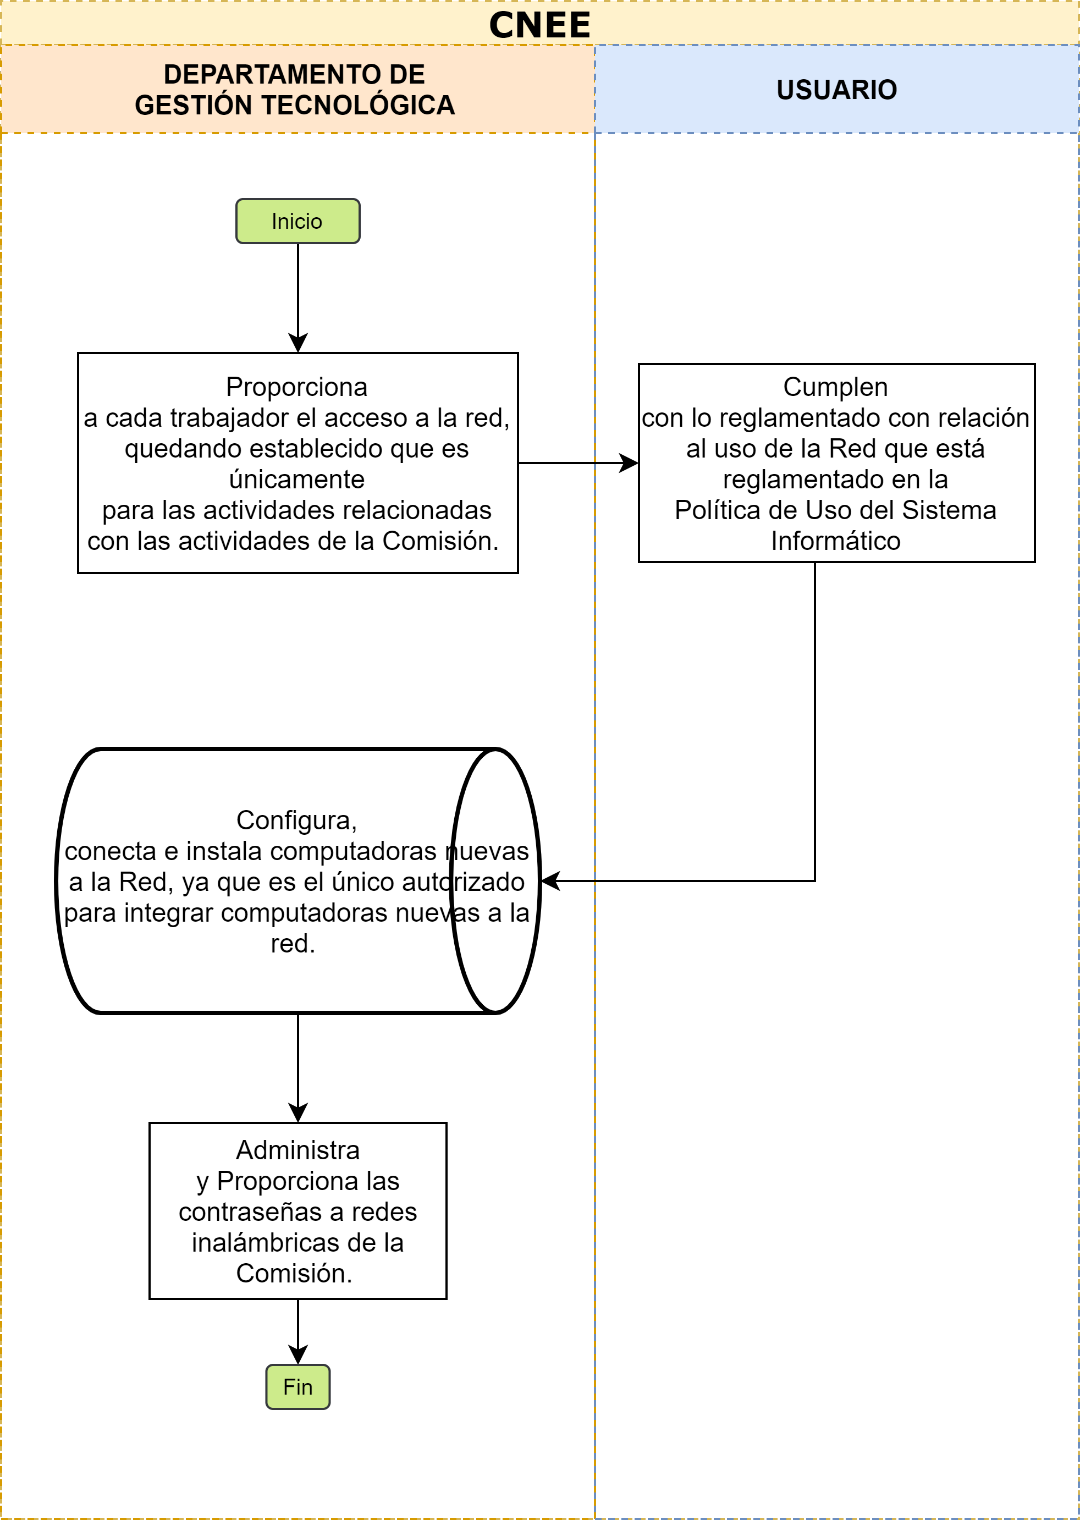 CNEE
DEPARTAMENTO DE
GESTIÓN TECNOLÓGICA
USUARIO
Inicio
Proporciona
a cada trabajador el acceso a la red,
quedando establecido que es
únicamente
para las actividades relacionadas
con las actividades de la Comisión.
Cumplen
con lo reglamentado con relación
al uso de la Red que está
reglamentado en la
Política de Uso del Sistema
Informático
Configura,
conecta e instala computadoras nuevas
a la Red, ya que es el único autorizado
para integrar computadoras nuevas a la
red.
Administra
y Proporciona las
contraseñas a redes
inalámbricas de la
Comisión.
Fin